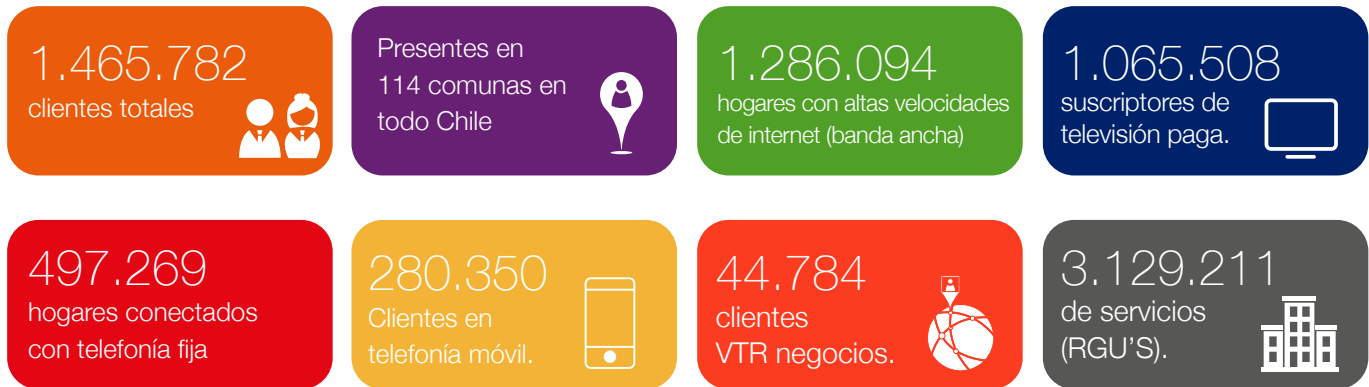 1.465.782
clientes totales
Presentes en
114 comunas en
todo Chile
1.286.094
hogares con altas velocidades
de internet (banda ancha)
1.065.508
suscriptores de
televisión paga.
497.269
hogares conectados
con telefonía fija
280.350
Clientes en
telefonía móvil.
44.784
clientes
VTR negocios.
3.129.211
de servicios
(RGU'S).